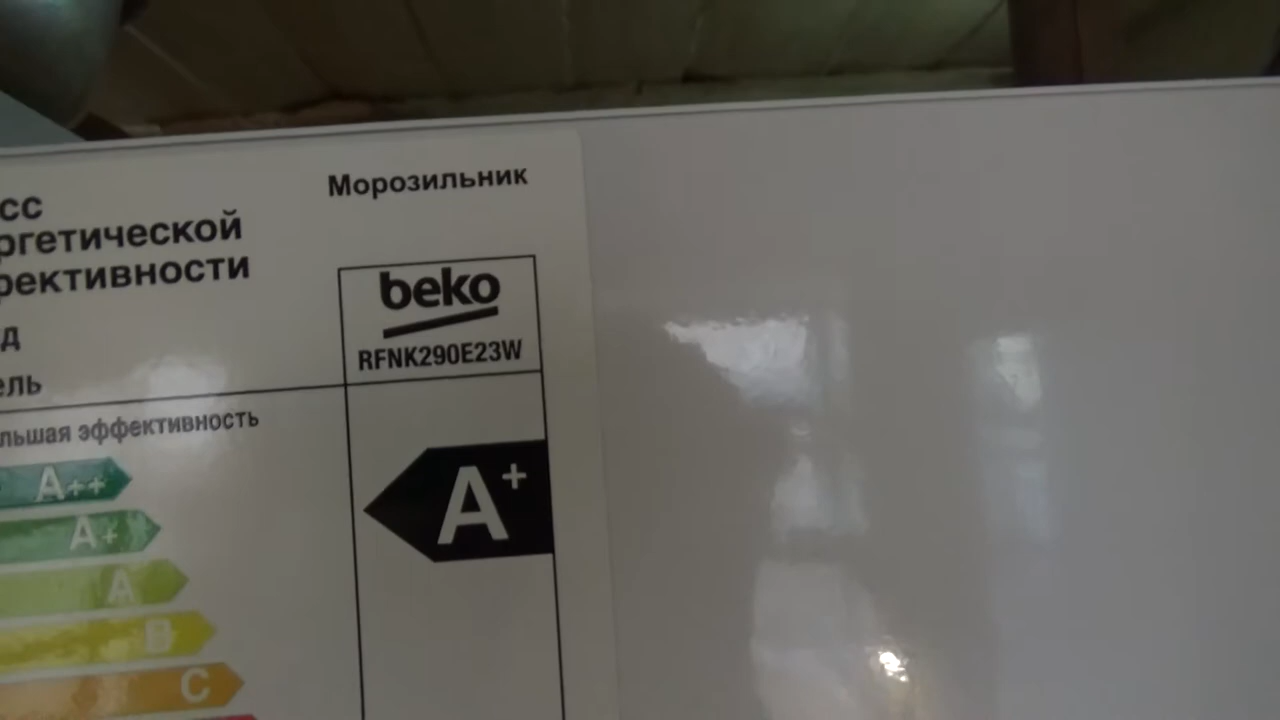 Морозильник
сс
ргетической
рективности
beko
д
RFNK290E23W
ель
льшая эффективность
A++
A+
A+
A
B
C